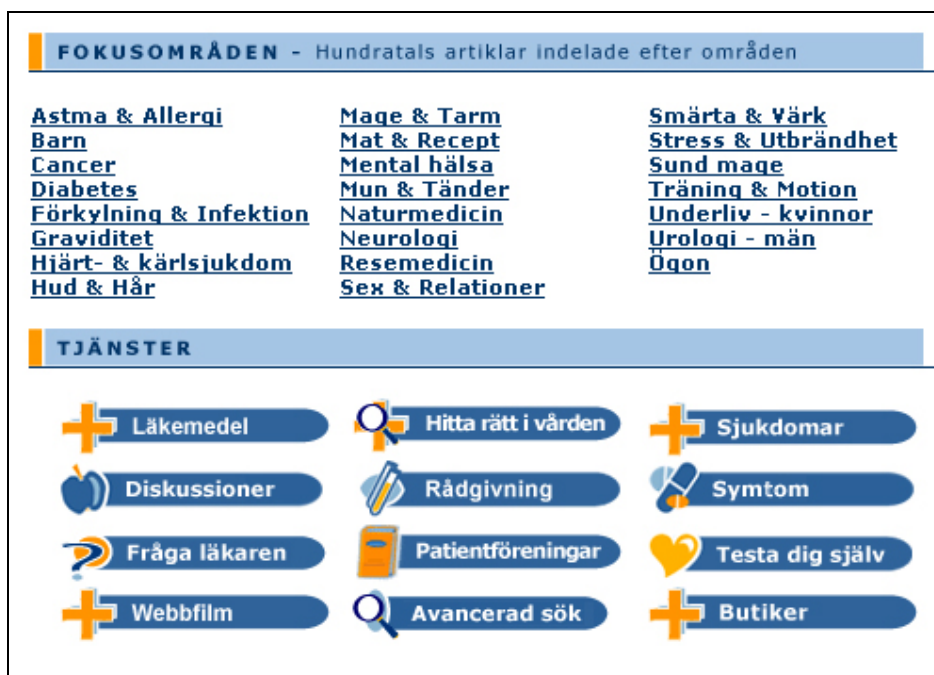 FOKUSOMRÅDEN - Hundratals artiklar indelade efter områden
Astma & Allergi
Barn
Cancer
Diabetes
Förkylning & Infektion
Graviditet
Hjärt- & kärlsjukdom
Hud & Hår
Mage & Tarm
Mat & Recept
Mental hälsa
Mun & Tänder
Naturmedicin
Neurologi
Resemedicin
Sex & Relationer
Smärta & Värk
Stress & Utbrändhet
Sund mage
Träning & Motion
Underliv - kvinnor
Urologi - män
Ögon
TJÄNSTER
Läkemedel
Hitta rätt i vården
Sjukdomar
Diskussioner
Rådgivning
Symtom
Fråga läkaren
Patientföreningar
Testa dig själv
Webbfilm
Avancerad sök
Butiker